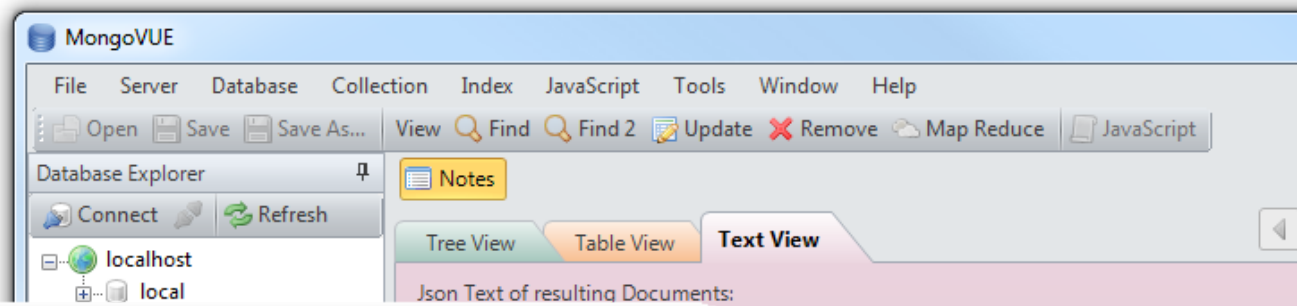 MongoVUE
File Server Database Collection Index JavaScript Tools Window Help
Open Save Save As... View Find Find 2 Update Remove Map Reduce JavaScript
Database Explorer
Notes
Connect Refresh
Tree View Table View Text View
localhost
local
Json Text of resulting Documents: